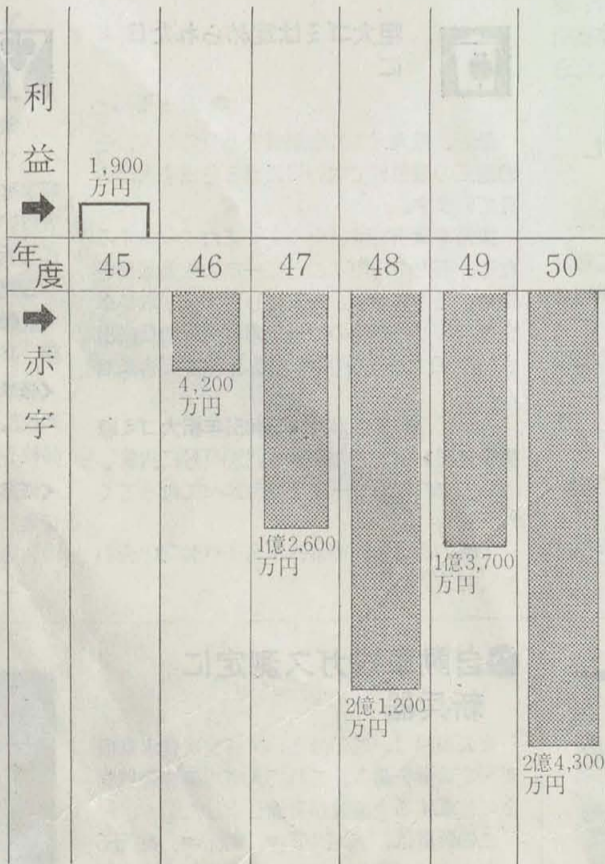 利益
➡
1,900
万円
年度
45
46
47
48
49
50
➡
赤字
4,200
万円
1億2,600
万円
2億1,200
万円
1億3,700
万円
2億4,300
万円